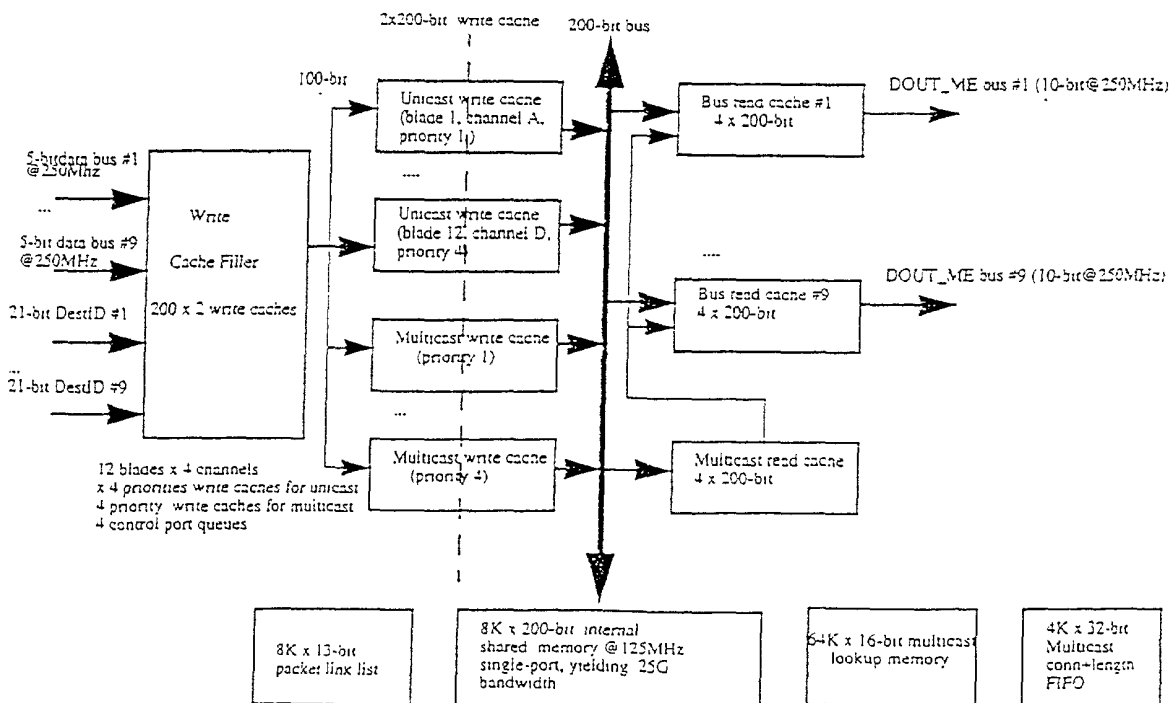 2x200-bit write cache
200-bit bus
100-bit
Unicast write cache
(blade 1, channel A,
priority 1)
....
Unicast write cache
(blade 12, channel D,
priority 4)
Multicast write cache
(priority 1)
...
Multicast write cache
(priority 4)
5-bit data bus #1
@250Mhz
...
5-bit data bus #9
@250MHz
21-bit DestID #1
...
21-bit DestID #9
Write
Cache Filler
200 x 2 write caches
12 blades x 4 channels
x 4 priorities write caches for unicast
4 priority write caches for multicast
4 control port queues
Bus read cache #1
4 x 200-bit
DOUT_ME bus #1 (10-bit@250MHz)
....
Bus read cache #9
4 x 200-bit
DOUT_ME bus #9 (10-bit@250MHz)
Multicast read cache
4 x 200-bit
8K x 13-bit
packet link list
8K x 200-bit internal
shared memory @125MHz
single-port, yielding 25G
bandwidth
64K x 16-bit multicast
lookup memory
4K x 32-bit
Multicast
conn+length
FIFO